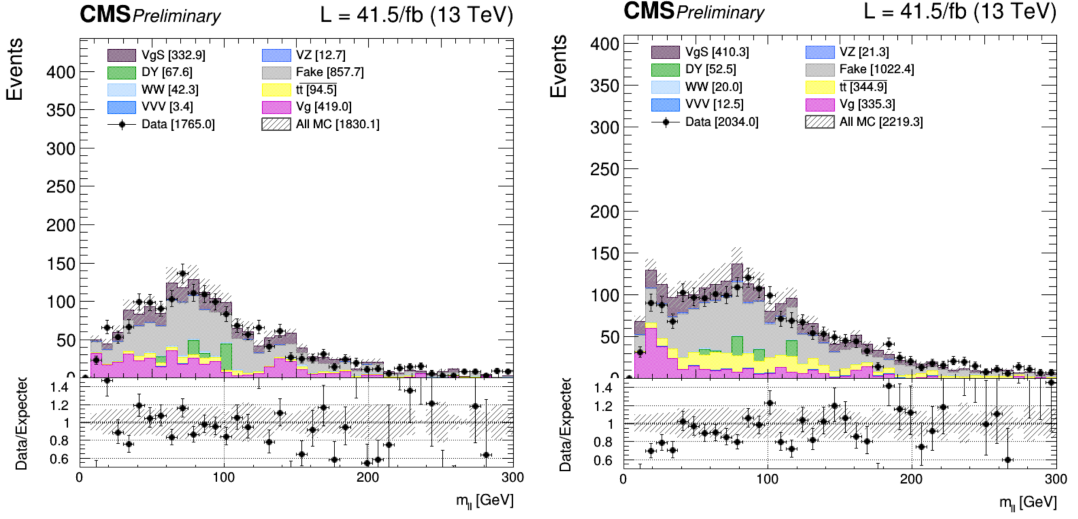 CMS Preliminary L = 41.5/fb (13 TeV)
Events
VgS [332.9] VZ [12.7]
DY [67.6] Fake [857.7]
WW [42.3] tt [94.5]
VVV [3.4] Vg [419.0]
Data [1765.0] All MC [1830.1]
400
350
300
250
200
150
100
50
0
Data/Expected
1.4
1.2
1
0.8
0.6
0 100 200 300
m_ll [GeV]
CMS Preliminary L = 41.5/fb (13 TeV)
Events
VgS [410.3] VZ [21.3]
DY [52.5] Fake [1022.4]
WW [20.0] tt [344.9]
VVV [12.5] Vg [335.3]
Data [2034.0] All MC [2219.3]
400
350
300
250
200
150
100
50
0
Data/Expected
1.4
1.2
1
0.8
0.6
0 100 200 300
m_ll [GeV]